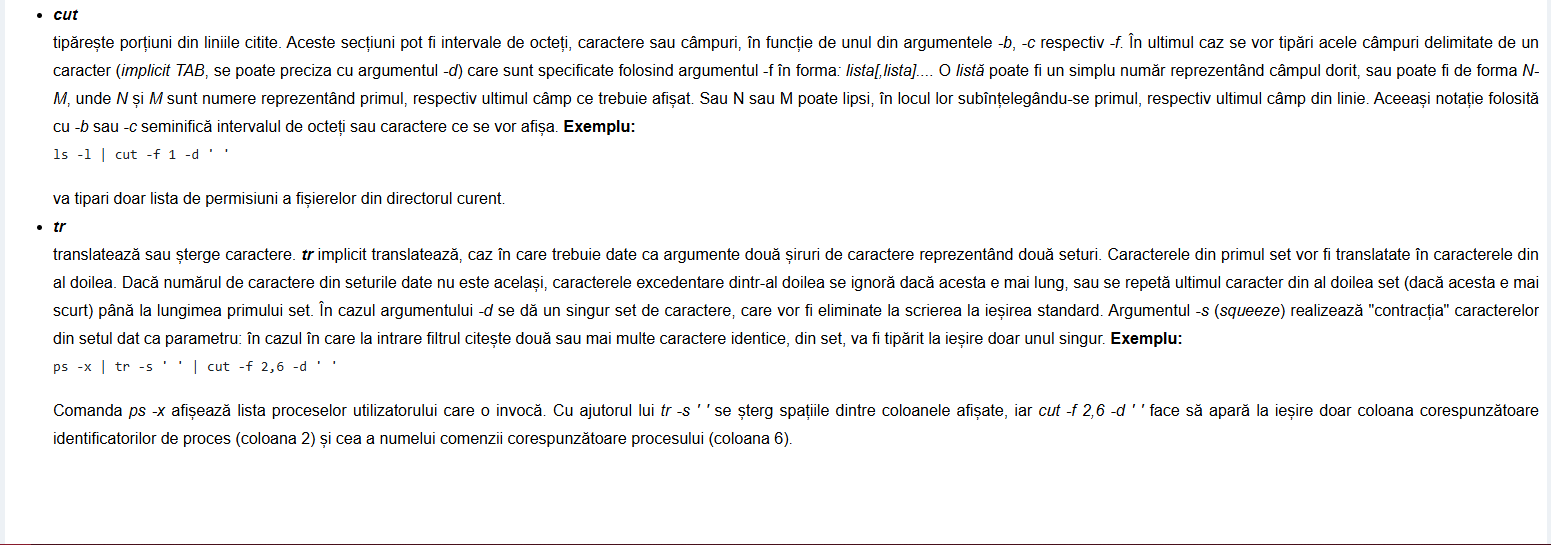 cut
tipărește porțiuni din liniile citite. Aceste secțiuni pot fi intervale de octeți, caractere sau câmpuri, în funcție de unul din argumentele -b, -c respectiv -f. În ultimul caz se vor tipări acele câmpuri delimitate de un
caracter (implicit TAB, se poate preciza cu argumentul -d) care sunt specificate folosind argumentul -f în forma: lista[,lista].... O listă poate fi un simplu număr reprezentând câmpul dorit, sau poate fi de forma N-
M, unde N și M sunt numere reprezentând primul, respectiv ultimul câmp ce trebuie afișat. Sau N sau M poate lipsi, în locul lor subînțelegându-se primul, respectiv ultimul câmp din linie. Aceeași notație folosită
cu -b sau -c seminifică intervalul de octeți sau caractere ce se vor afișa. Exemplu:
ls -l | cut -f 1 -d ' '
va tipari doar lista de permisiuni a fișierelor din directorul curent.
tr
translatează sau șterge caractere. tr implicit translatează, caz în care trebuie date ca argumente două șiruri de caractere reprezentând două seturi. Caracterele din primul set vor fi translatate în caracterele din
al doilea. Dacă numărul de caractere din seturile date nu este același, caracterele excedentare dintr-al doilea se ignoră dacă acesta e mai lung, sau se repetă ultimul caracter din al doilea set (dacă acesta e mai
scurt) până la lungimea primului set. În cazul argumentului -d se dă un singur set de caractere, care vor fi eliminate la scrierea la ieșirea standard. Argumentul -s (squeeze) realizează "contracția" caracterelor
din setul dat ca parametru: în cazul în care la intrare filtrul citește două sau mai multe caractere identice, din set, va fi tipărit la ieșire doar unul singur. Exemplu:
ps -x | tr -s ' ' | cut -f 2,6 -d ' '
Comanda ps -x afișează lista proceselor utilizatorului care o invocă. Cu ajutorul lui tr -s ' ' se șterg spațiile dintre coloanele afișate, iar cut -f 2,6 -d ' ' face să apară la ieșire doar coloana corespunzătoare
identificatorilor de proces (coloana 2) și cea a numelui comenzii corespunzătoare procesului (coloana 6).